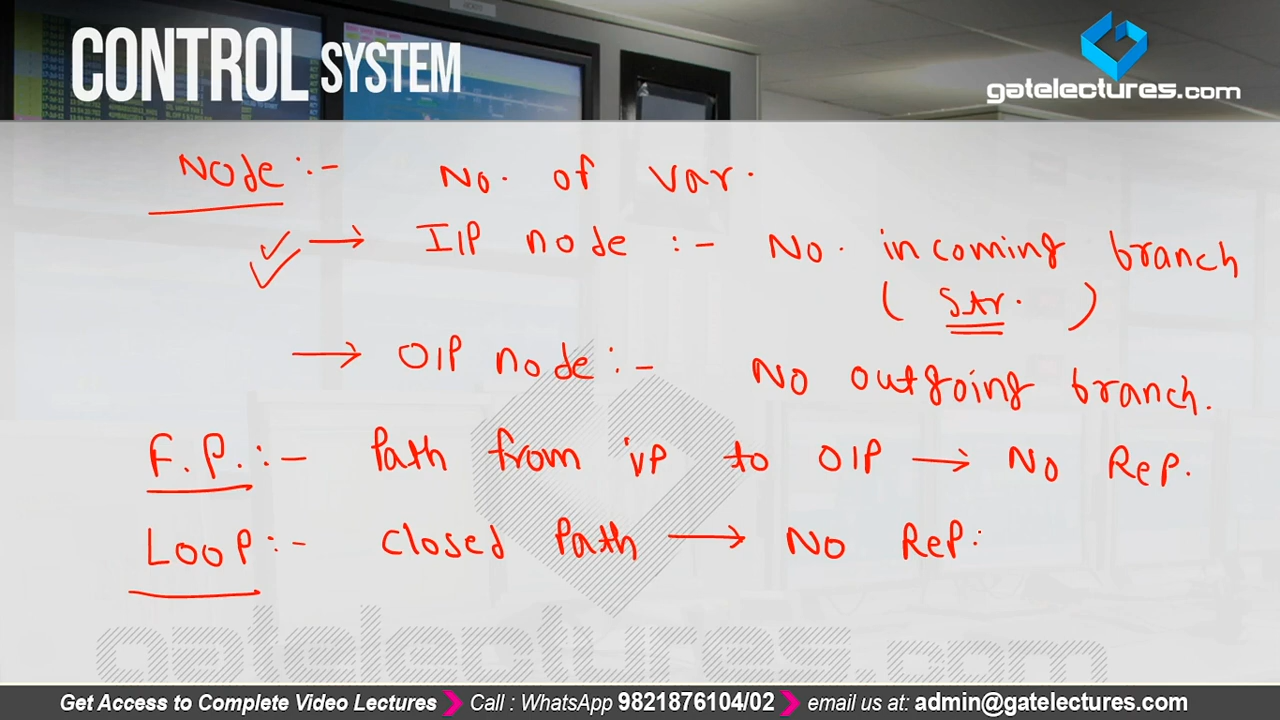 CONTROL SYSTEM
gatelectures.com
Node :- No. of var.
→ I/P node :- No. incoming branch
( Str. )
→ O/P node :- No outgoing branch.
F.P. :- Path from i/P to O/P → No Rep.
Loop :- closed Path → No Rep.
gatelectures.com
Get Access to Complete Video Lectures Call : WhatsApp 9821876104/02 email us at: admin@gatelectures.com